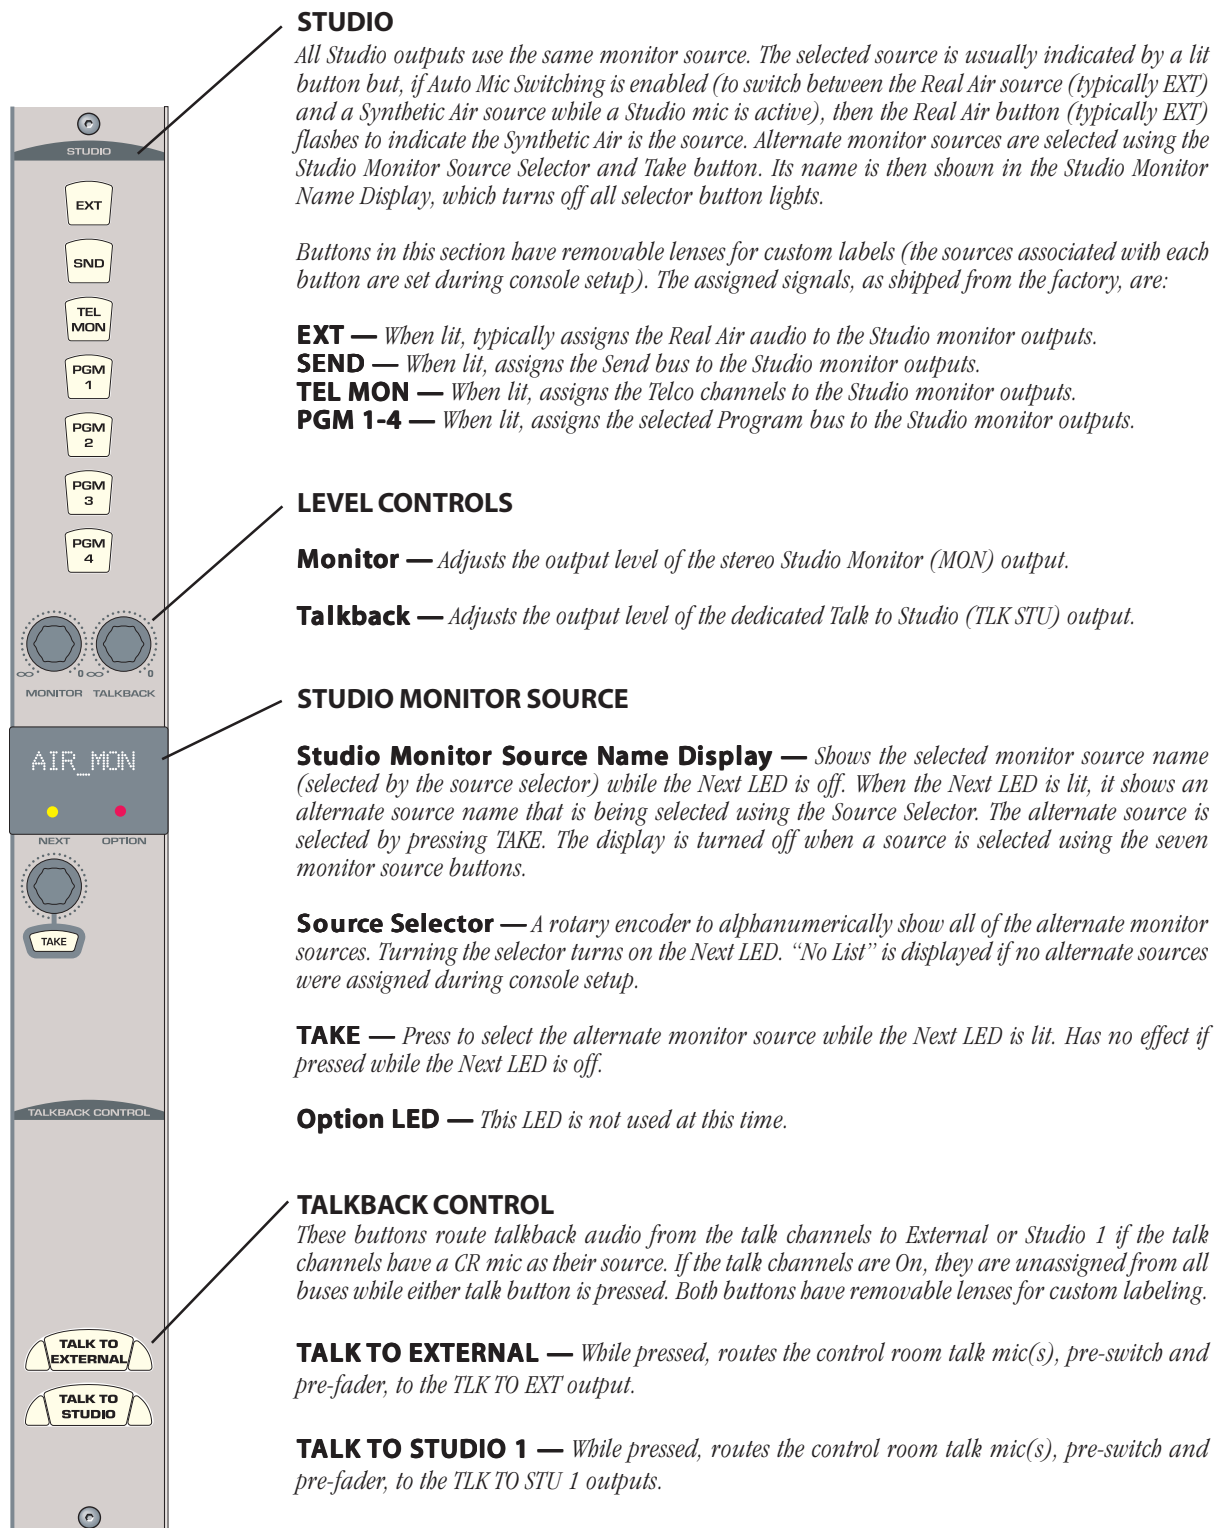 STUDIO
All Studio outputs use the same monitor source. The selected source is usually indicated by a lit
button but, if Auto Mic Switching is enabled (to switch between the Real Air source (typically EXT)
and a Synthetic Air source while a Studio mic is active), then the Real Air button (typically EXT)
flashes to indicate the Synthetic Air is the source. Alternate monitor sources are selected using the
Studio Monitor Source Selector and Take button. Its name is then shown in the Studio Monitor
Name Display, which turns off all selector button lights.
Buttons in this section have removable lenses for custom labels (the sources associated with each
button are set during console setup). The assigned signals, as shipped from the factory, are:
EXT — When lit, typically assigns the Real Air audio to the Studio monitor outputs.
SEND — When lit, assigns the Send bus to the Studio monitor outputs.
TEL MON — When lit, assigns the Telco channels to the Studio monitor outputs.
PGM 1-4 — When lit, assigns the selected Program bus to the Studio monitor outputs.
LEVEL CONTROLS
Monitor — Adjusts the output level of the stereo Studio Monitor (MON) output.
Talkback — Adjusts the output level of the dedicated Talk to Studio (TLK STU) output.
STUDIO MONITOR SOURCE
Studio Monitor Source Name Display — Shows the selected monitor source name
(selected by the source selector) while the Next LED is off. When the Next LED is lit, it shows an
alternate source name that is being selected using the Source Selector. The alternate source is
selected by pressing TAKE. The display is turned off when a source is selected using the seven
monitor source buttons.
Source Selector — A rotary encoder to alphanumerically show all of the alternate monitor
sources. Turning the selector turns on the Next LED. “No List” is displayed if no alternate sources
were assigned during console setup.
TAKE — Press to select the alternate monitor source while the Next LED is lit. Has no effect if
pressed while the Next LED is off.
Option LED — This LED is not used at this time.
TALKBACK CONTROL
These buttons route talkback audio from the talk channels to External or Studio 1 if the talk
channels have a CR mic as their source. If the talk channels are On, they are unassigned from all
buses while either talk button is pressed. Both buttons have removable lenses for custom labeling.
TALK TO EXTERNAL — While pressed, routes the control room talk mic(s), pre-switch and
pre-fader, to the TLK TO EXT output.
TALK TO STUDIO 1 — While pressed, routes the control room talk mic(s), pre-switch and
pre-fader, to the TLK TO STU 1 outputs.
STUDIO
EXT
SND
TEL
MON
PGM
1
PGM
2
PGM
3
PGM
4
∞ 0 ∞ 0
MONITOR TALKBACK
AIR_MON
NEXT OPTION
TAKE
TALKBACK CONTROL
TALK TO
EXTERNAL
TALK TO
STUDIO